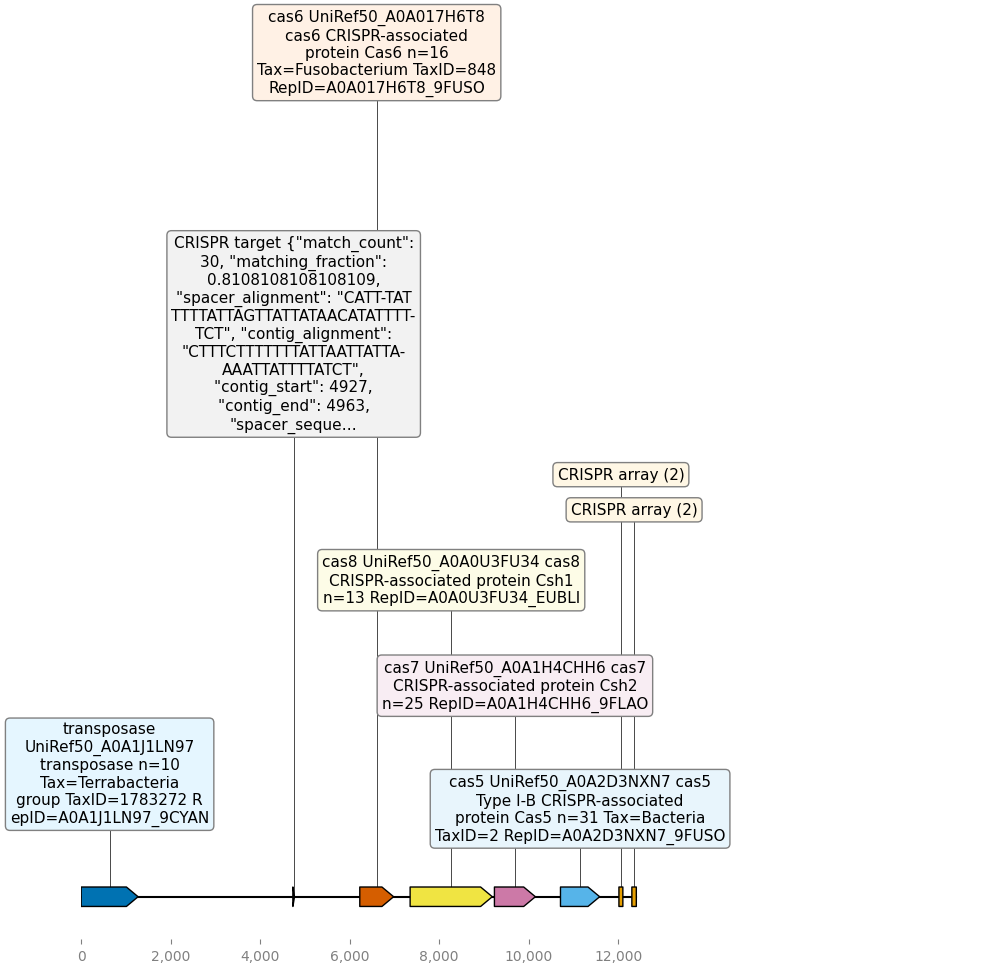 cas6 UniRef50_A0A017H6T8
cas6 CRISPR-associated
protein Cas6 n=16
Tax=Fusobacterium TaxID=848
RepID=A0A017H6T8_9FUSO
CRISPR target {"match_count":
30, "matching_fraction":
0.8108108108108109,
"spacer_alignment": "CATT-TAT
TTTTATTAGTTATTATAACATATTTT-
TCT", "contig_alignment":
"CTTTCTTTTTTTATTAATTATTA-
AAATTATTTTATCT",
"contig_start": 4927,
"contig_end": 4963,
"spacer_seque...
CRISPR array (2)
CRISPR array (2)
cas8 UniRef50_A0A0U3FU34 cas8
CRISPR-associated protein Csh1
n=13 RepID=A0A0U3FU34_EUBLI
cas7 UniRef50_A0A1H4CHH6 cas7
CRISPR-associated protein Csh2
n=25 RepID=A0A1H4CHH6_9FLAO
transposase
UniRef50_A0A1J1LN97
transposase n=10
Tax=Terrabacteria
group TaxID=1783272 R
epID=A0A1J1LN97_9CYAN
cas5 UniRef50_A0A2D3NXN7 cas5
Type I-B CRISPR-associated
protein Cas5 n=31 Tax=Bacteria
TaxID=2 RepID=A0A2D3NXN7_9FUSO
0 2,000 4,000 6,000 8,000 10,000 12,000